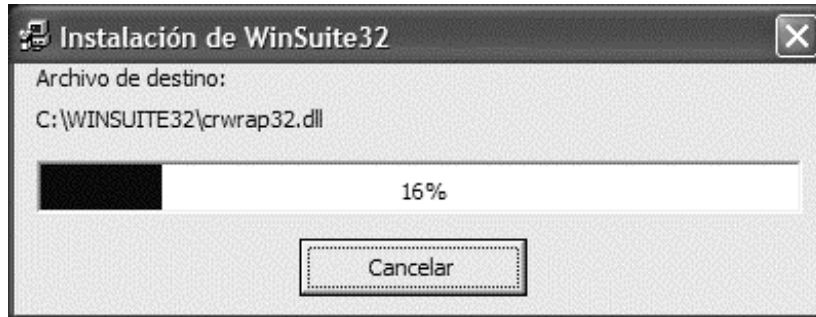 Instalación de WinSuite32
Archivo de destino:
C:\WINSUITE32\crwrap32.dll
16%
Cancelar